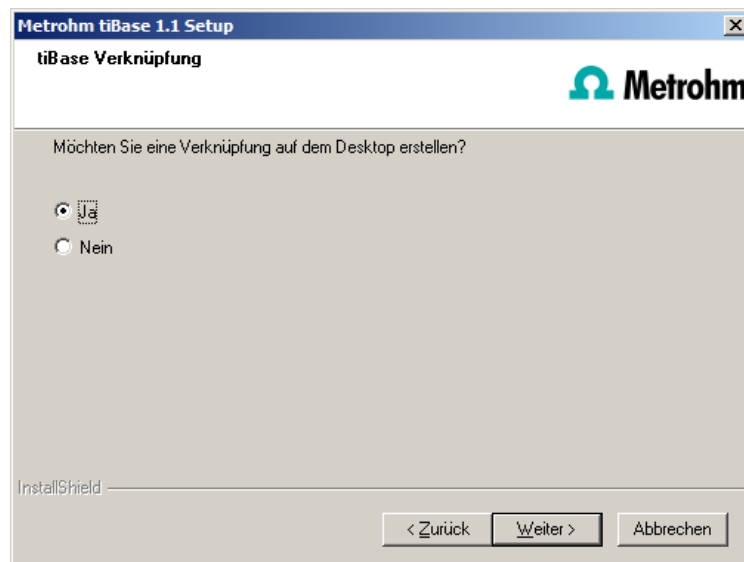 Metrohm tiBase 1.1 Setup
tiBase Verknüpfung
Metrohm
Möchten Sie eine Verknüpfung auf dem Desktop erstellen?
Ja
Nein
InstallShield
< Zurück Weiter > Abbrechen